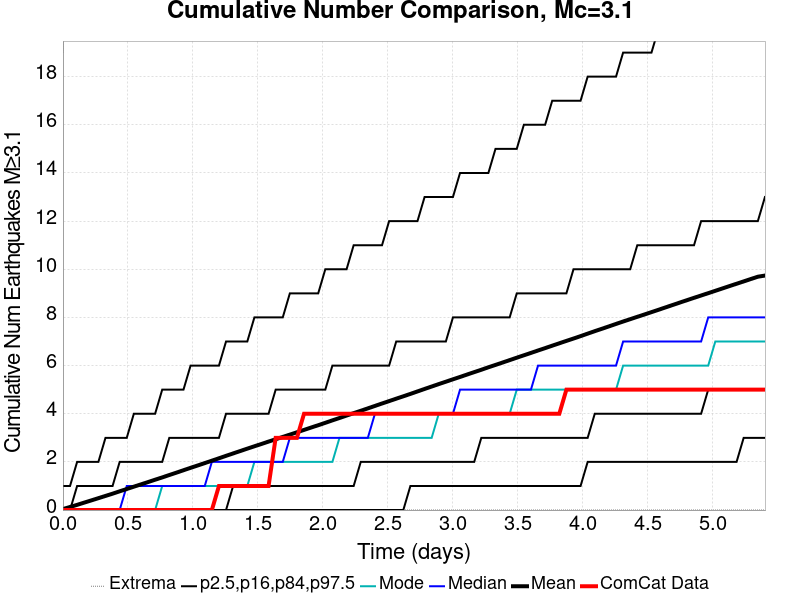 Cumulative Number Comparison, Mc=3.1
Cumulative Num Earthquakes M≥3.1
18
16
14
12
10
8
6
4
2
0
0.0 0.5 1.0 1.5 2.0 2.5 3.0 3.5 4.0 4.5 5.0
Time (days)
Extrema p2.5,p16,p84,p97.5 Mode Median Mean ComCat Data